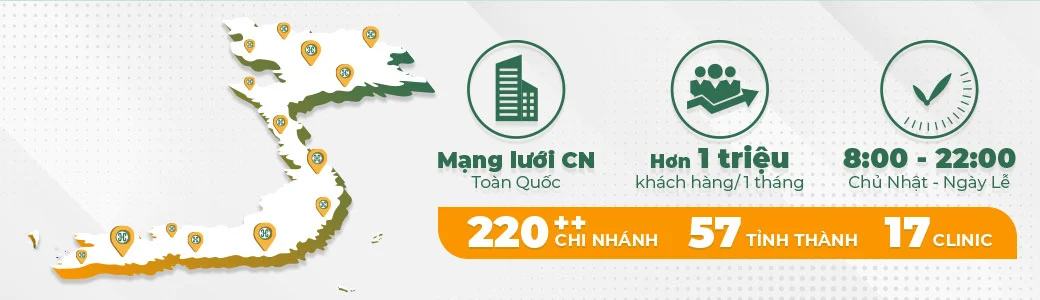 Mạng lưới CN
Toàn Quốc
Hơn 1 triệu
khách hàng/1 tháng
8:00 - 22:00
Chủ Nhật - Ngày Lễ
220++ CHI NHÁNH
57 TỈNH THÀNH
17 CLINIC